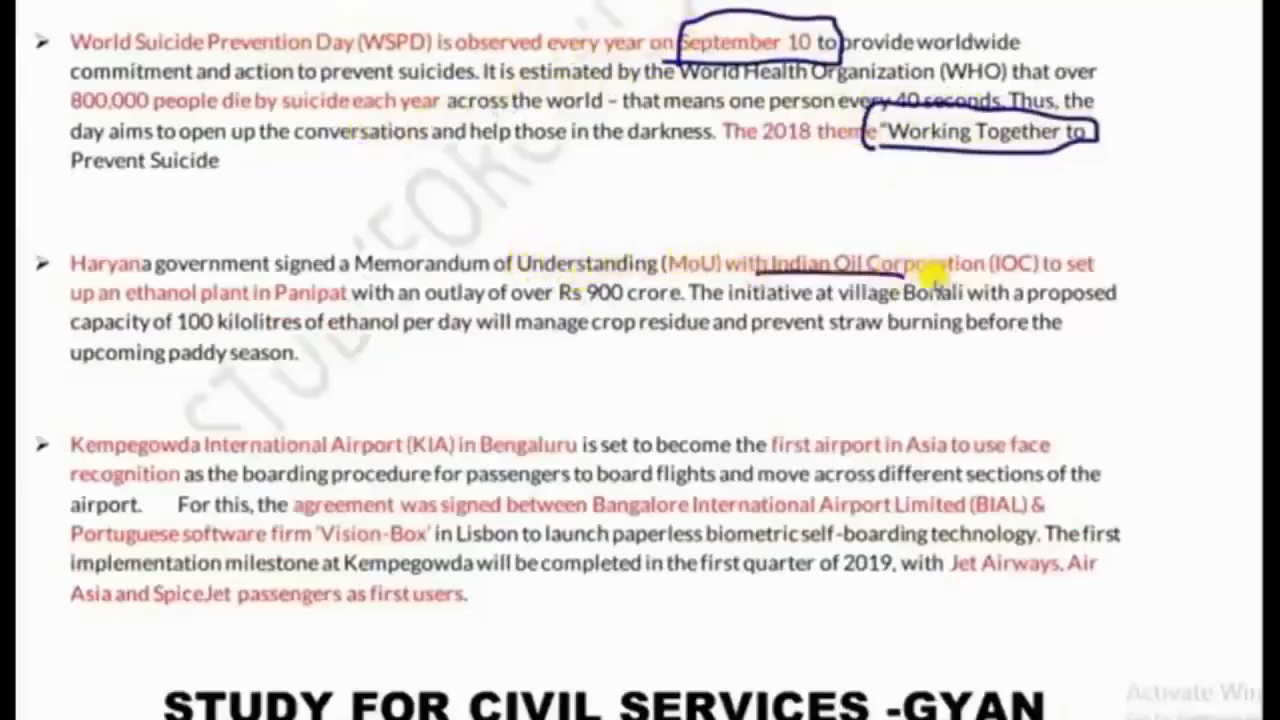 World Suicide Prevention Day (WSPD) is observed every year on September 10 to provide worldwide
commitment and action to prevent suicides. It is estimated by the World Health Organization (WHO) that over
800,000 people die by suicide each year across the world – that means one person every 40 seconds. Thus, the
day aims to open up the conversations and help those in the darkness. The 2018 theme "Working Together to
Prevent Suicide
Haryana government signed a Memorandum of Understanding (MoU) with Indian Oil Corporation (IOC) to set
up an ethanol plant in Panipat with an outlay of over Rs 900 crore. The initiative at village Bohali with a proposed
capacity of 100 kilolitres of ethanol per day will manage crop residue and prevent straw burning before the
upcoming paddy season.
Kempegowda International Airport (KIA) in Bengaluru is set to become the first airport in Asia to use face
recognition as the boarding procedure for passengers to board flights and move across different sections of the
airport. For this, the agreement was signed between Bangalore International Airport Limited (BIAL) &
Portuguese software firm 'Vision-Box' in Lisbon to launch paperless biometric self-boarding technology. The first
implementation milestone at Kempegowda will be completed in the first quarter of 2019, with Jet Airways, Air
Asia and SpiceJet passengers as first users.
STUDY FOR CIVIL SERVICES -GYAN
Activate Win